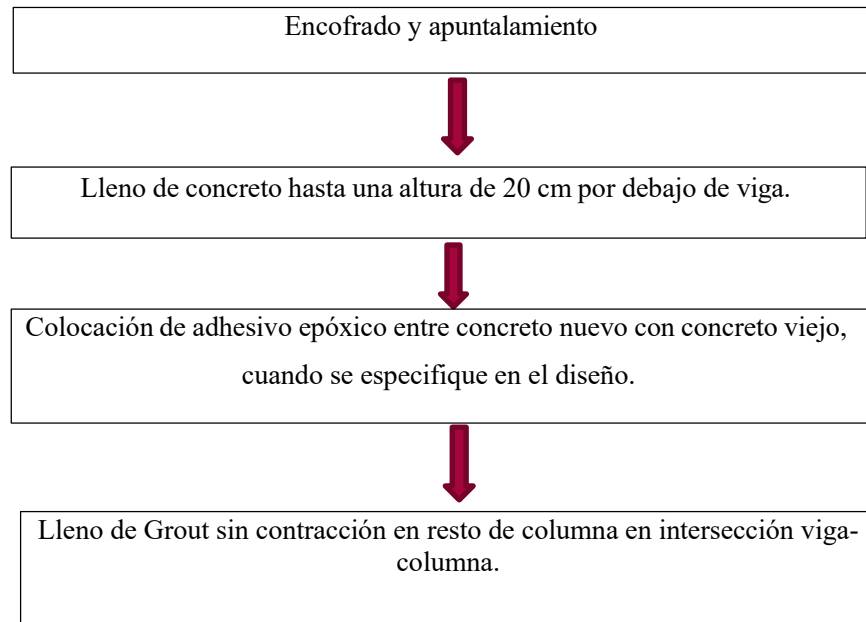 Encofrado y apuntalamiento
Lleno de concreto hasta una altura de 20 cm por debajo de viga.
Colocación de adhesivo epóxico entre concreto nuevo con concreto viejo,
cuando se especifique en el diseño.
Lleno de Grout sin contracción en resto de columna en intersección viga-
columna.